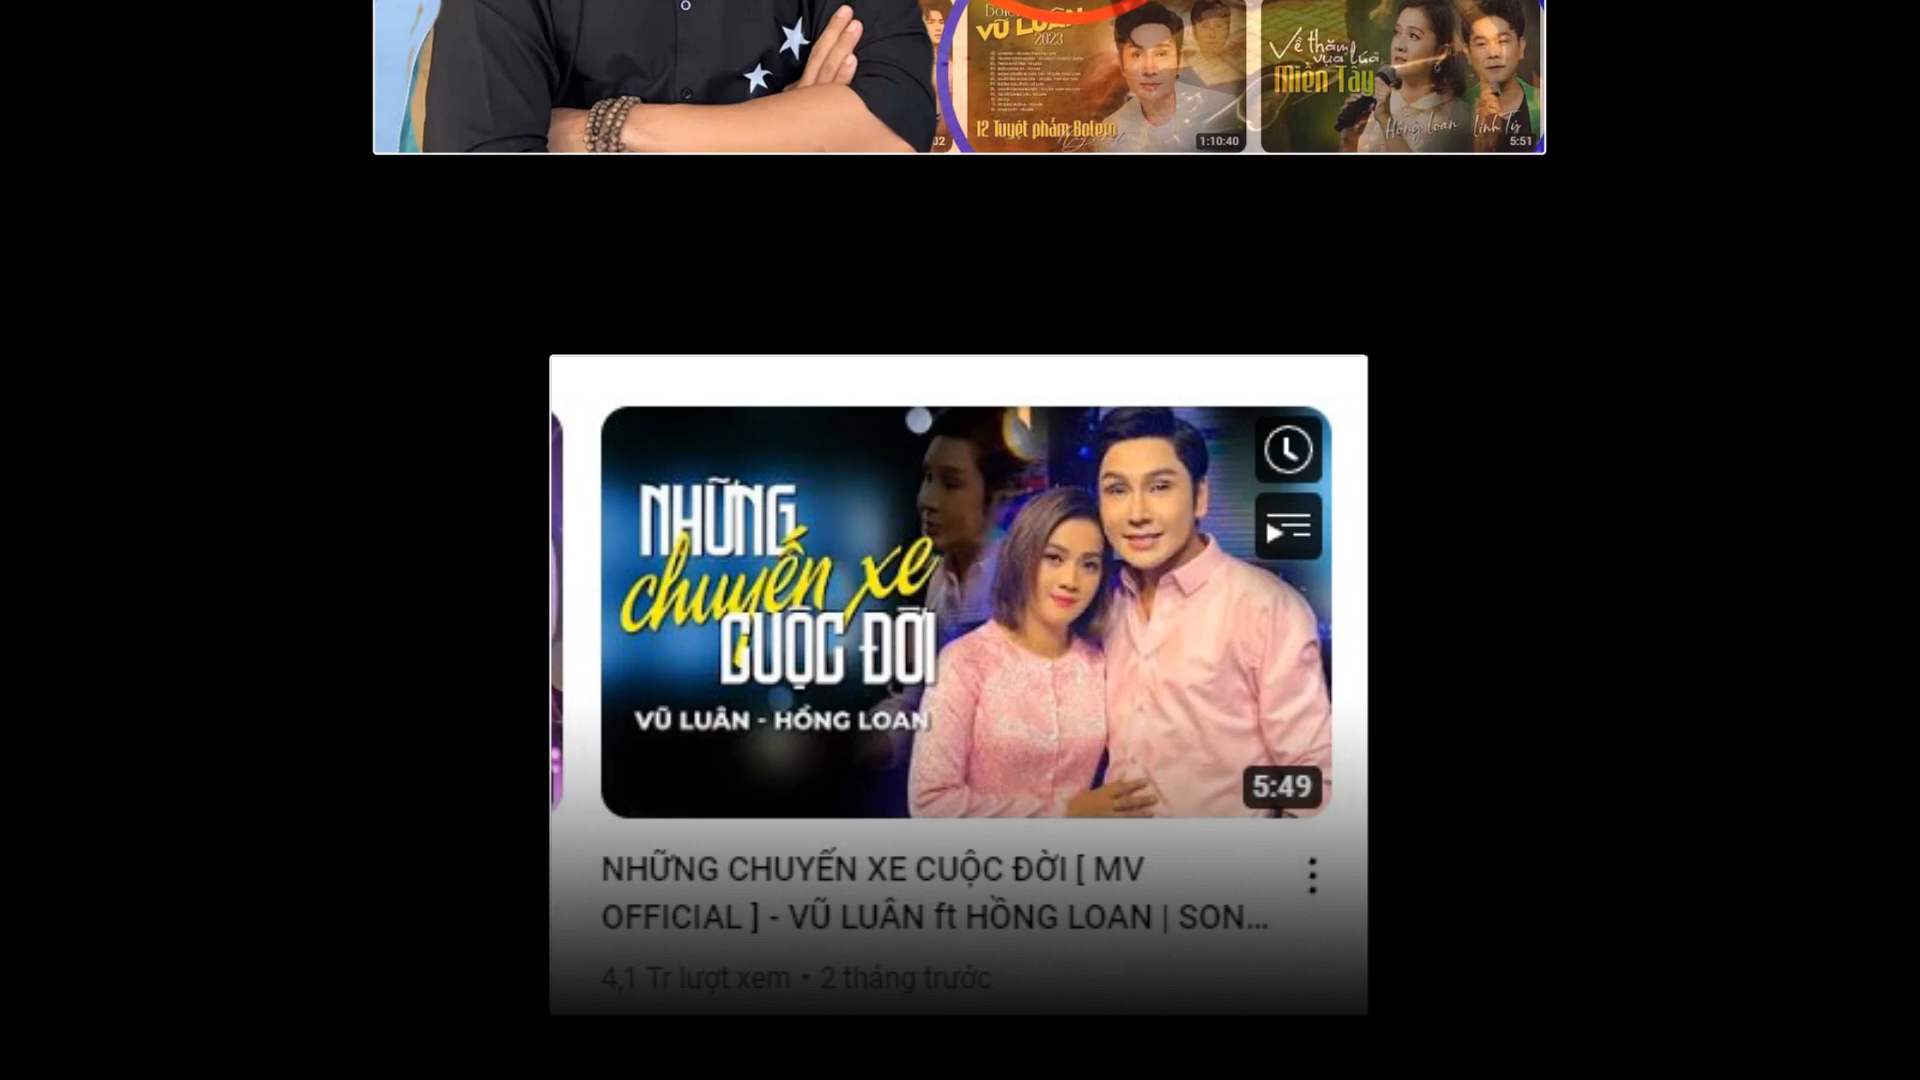 VŨ LUÂN
2023
12 Tuyệt phẩm Bolero
1:10:40
Về thăm
vựa lúa
Miền Tây
Hồng Loan Linh Tý
5:51
02
NHỮNG
chuyến xe
CUỘC ĐỜI
VŨ LUÂN - HỒNG LOAN
5:49
NHỮNG CHUYẾN XE CUỘC ĐỜI [ MV
OFFICIAL ] - VŨ LUÂN ft HỒNG LOAN | SON...
4,1 Tr lượt xem • 2 tháng trước